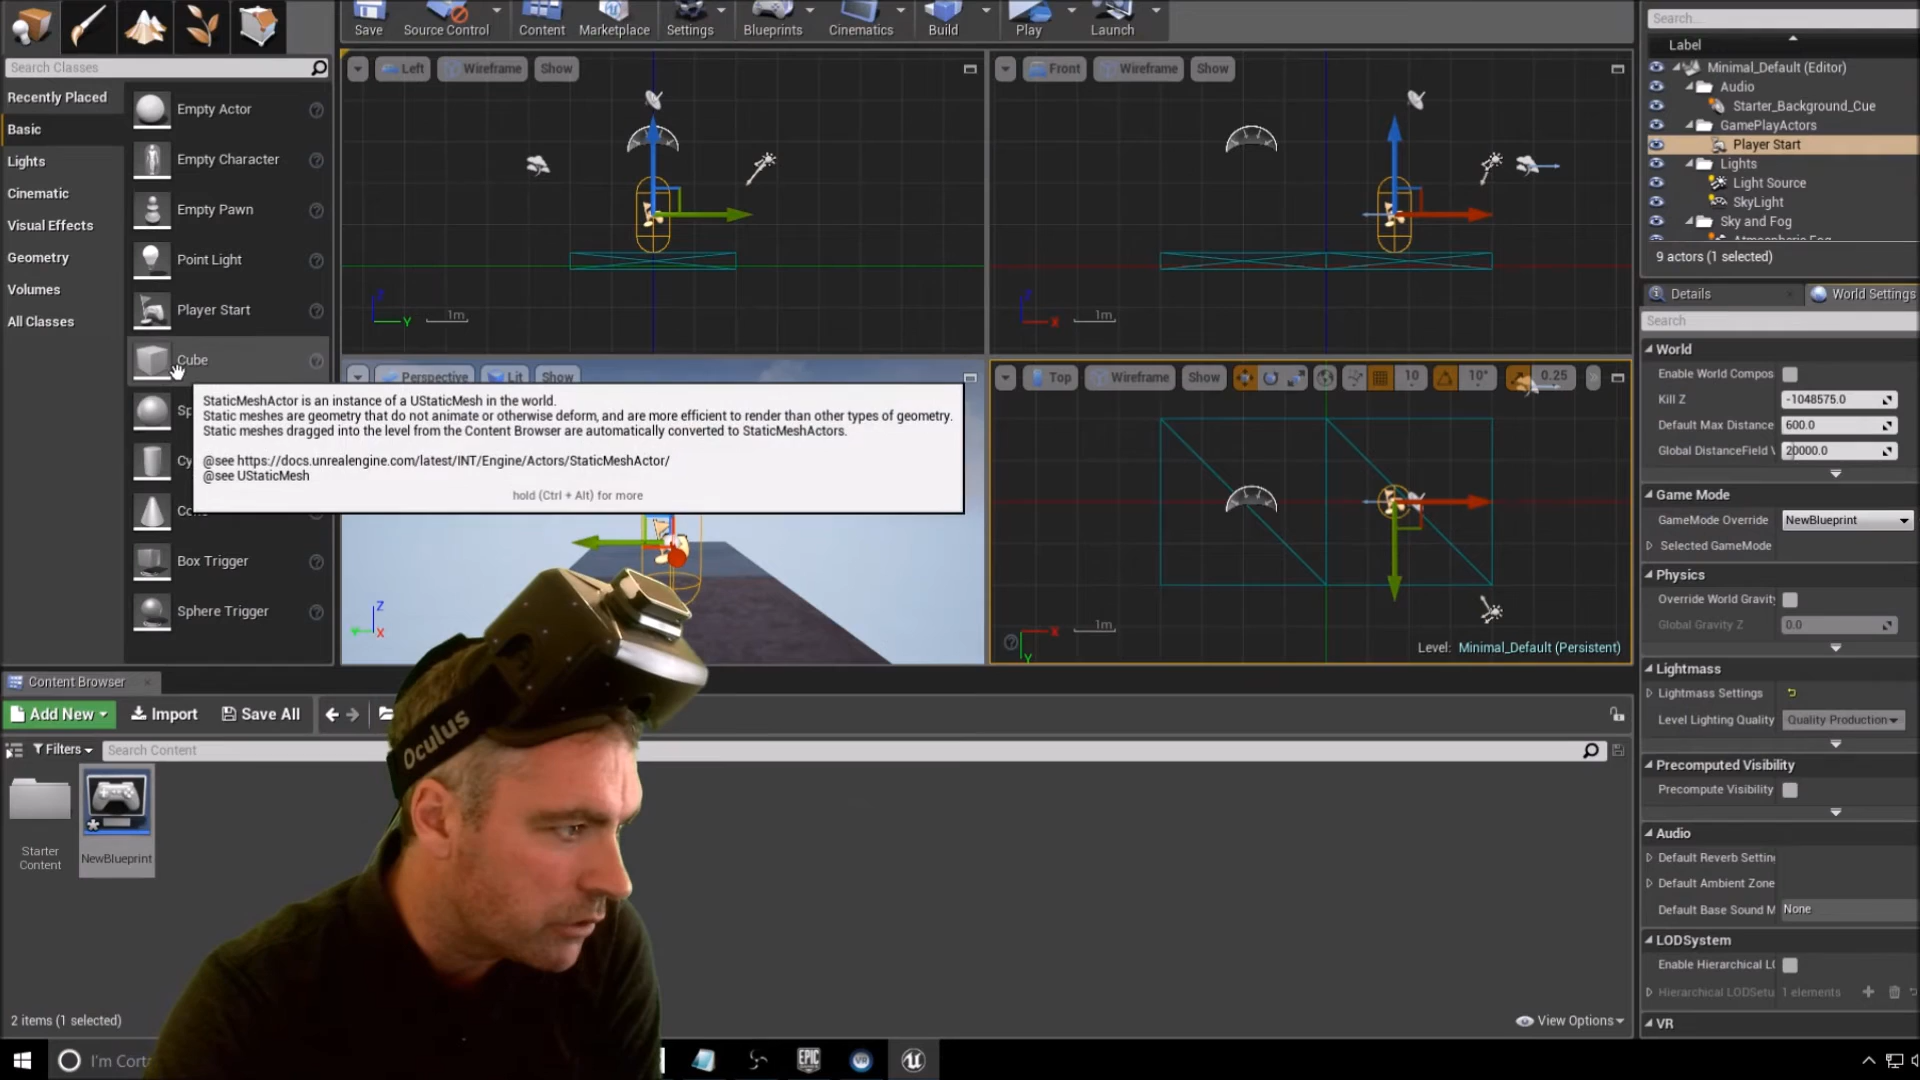 Save
Source Control
Content
Marketplace
Settings
Blueprints
Cinematics
Build
Play
Launch
Search Classes
Recently Placed
Basic
Lights
Cinematic
Visual Effects
Geometry
Volumes
All Classes
Empty Actor
Empty Character
Empty Pawn
Point Light
Player Start
Cube
Box Trigger
Sphere Trigger
Left
Wireframe
Show
Y
1m
Front
Wireframe
Show
X
1m
Perspective
Lit
Show
Z
X
StaticMeshActor is an instance of a UStaticMesh in the world.
Static meshes are geometry that do not animate or otherwise deform, and are more efficient to render than other types of geometry.
Static meshes dragged into the level from the Content Browser are automatically converted to StaticMeshActors.
@see https://docs.unrealengine.com/latest/INT/Engine/Actors/StaticMeshActor/
@see UStaticMesh
hold (Ctrl + Alt) for more
Top
Wireframe
Show
10
10°
0.25
X
Y
1m
Level: Minimal_Default (Persistent)
Search...
Label
Minimal_Default (Editor)
Audio
Starter_Background_Cue
GamePlayActors
Player Start
Lights
Light Source
SkyLight
Sky and Fog
Atmospheric Fog
9 actors (1 selected)
Details
World Settings
Search
World
Enable World Compos
Kill Z
-1048575.0
Default Max Distance
600.0
Global DistanceField V
20000.0
Game Mode
GameMode Override
NewBlueprint
Selected GameMode
Physics
Override World Gravit
Global Gravity Z
0.0
Lightmass
Lightmass Settings
Level Lighting Quality
Quality Production
Precomputed Visibility
Precompute Visibility
Audio
Default Reverb Settin
Default Ambient Zone
Default Base Sound M
None
LODSystem
Enable Hierarchical LO
Hierarchical LODSetu
1 elements
VR
Content Browser
Add New
Import
Save All
Filters
Search Content
Starter
Content
NewBlueprint
Oculus
2 items (1 selected)
View Options
I'm Cort
EPIC